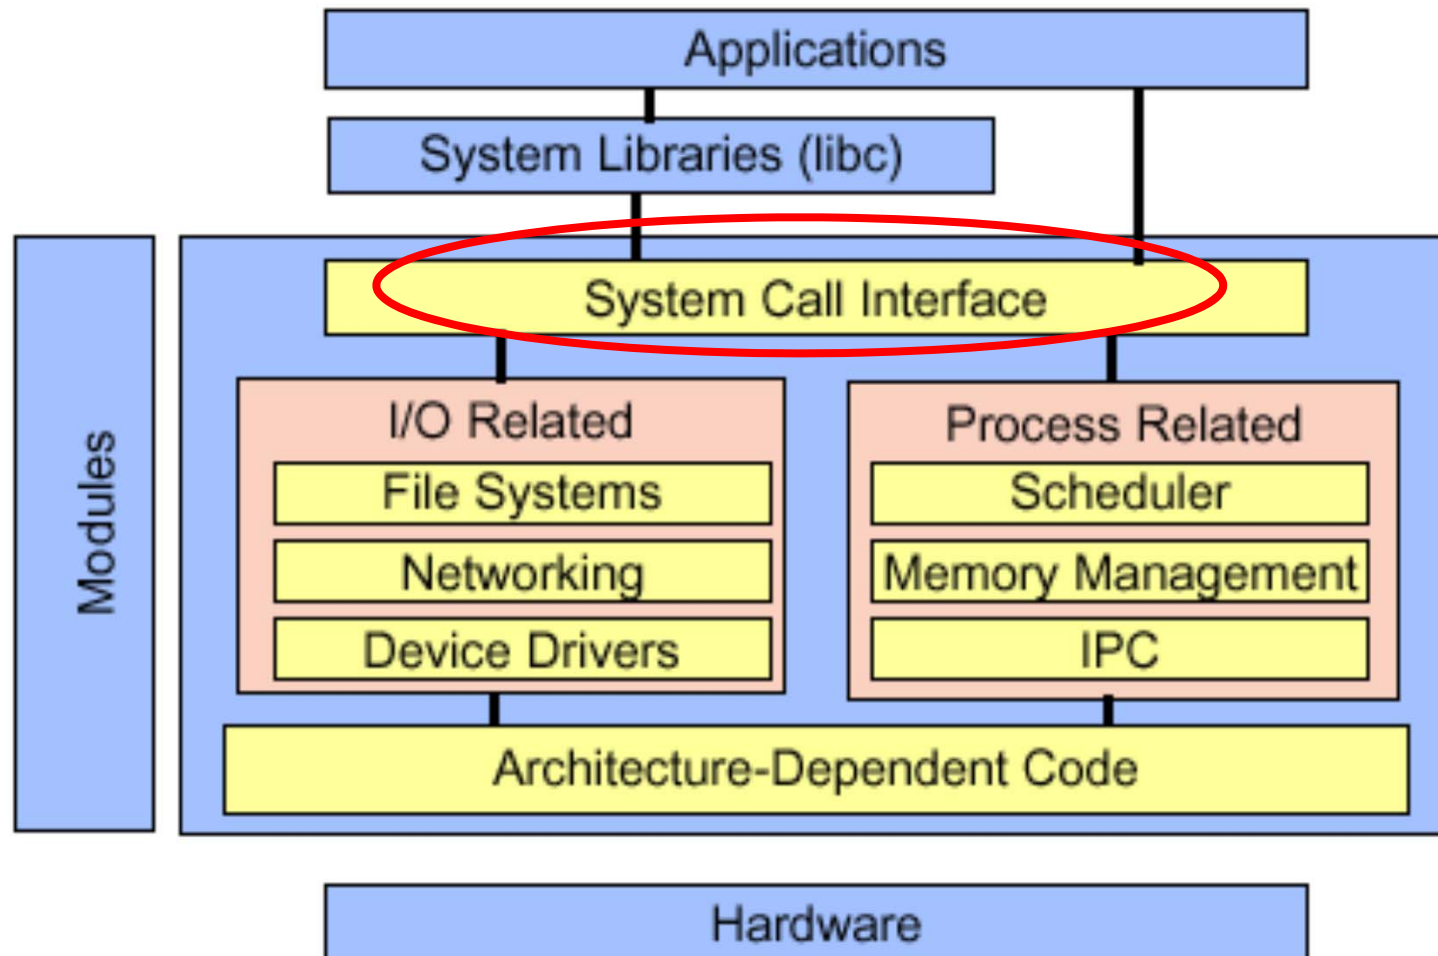 Applications
System Libraries (libc)
System Call Interface
Modules
I/O Related
File Systems
Networking
Device Drivers
Process Related
Scheduler
Memory Management
IPC
Architecture-Dependent Code
Hardware